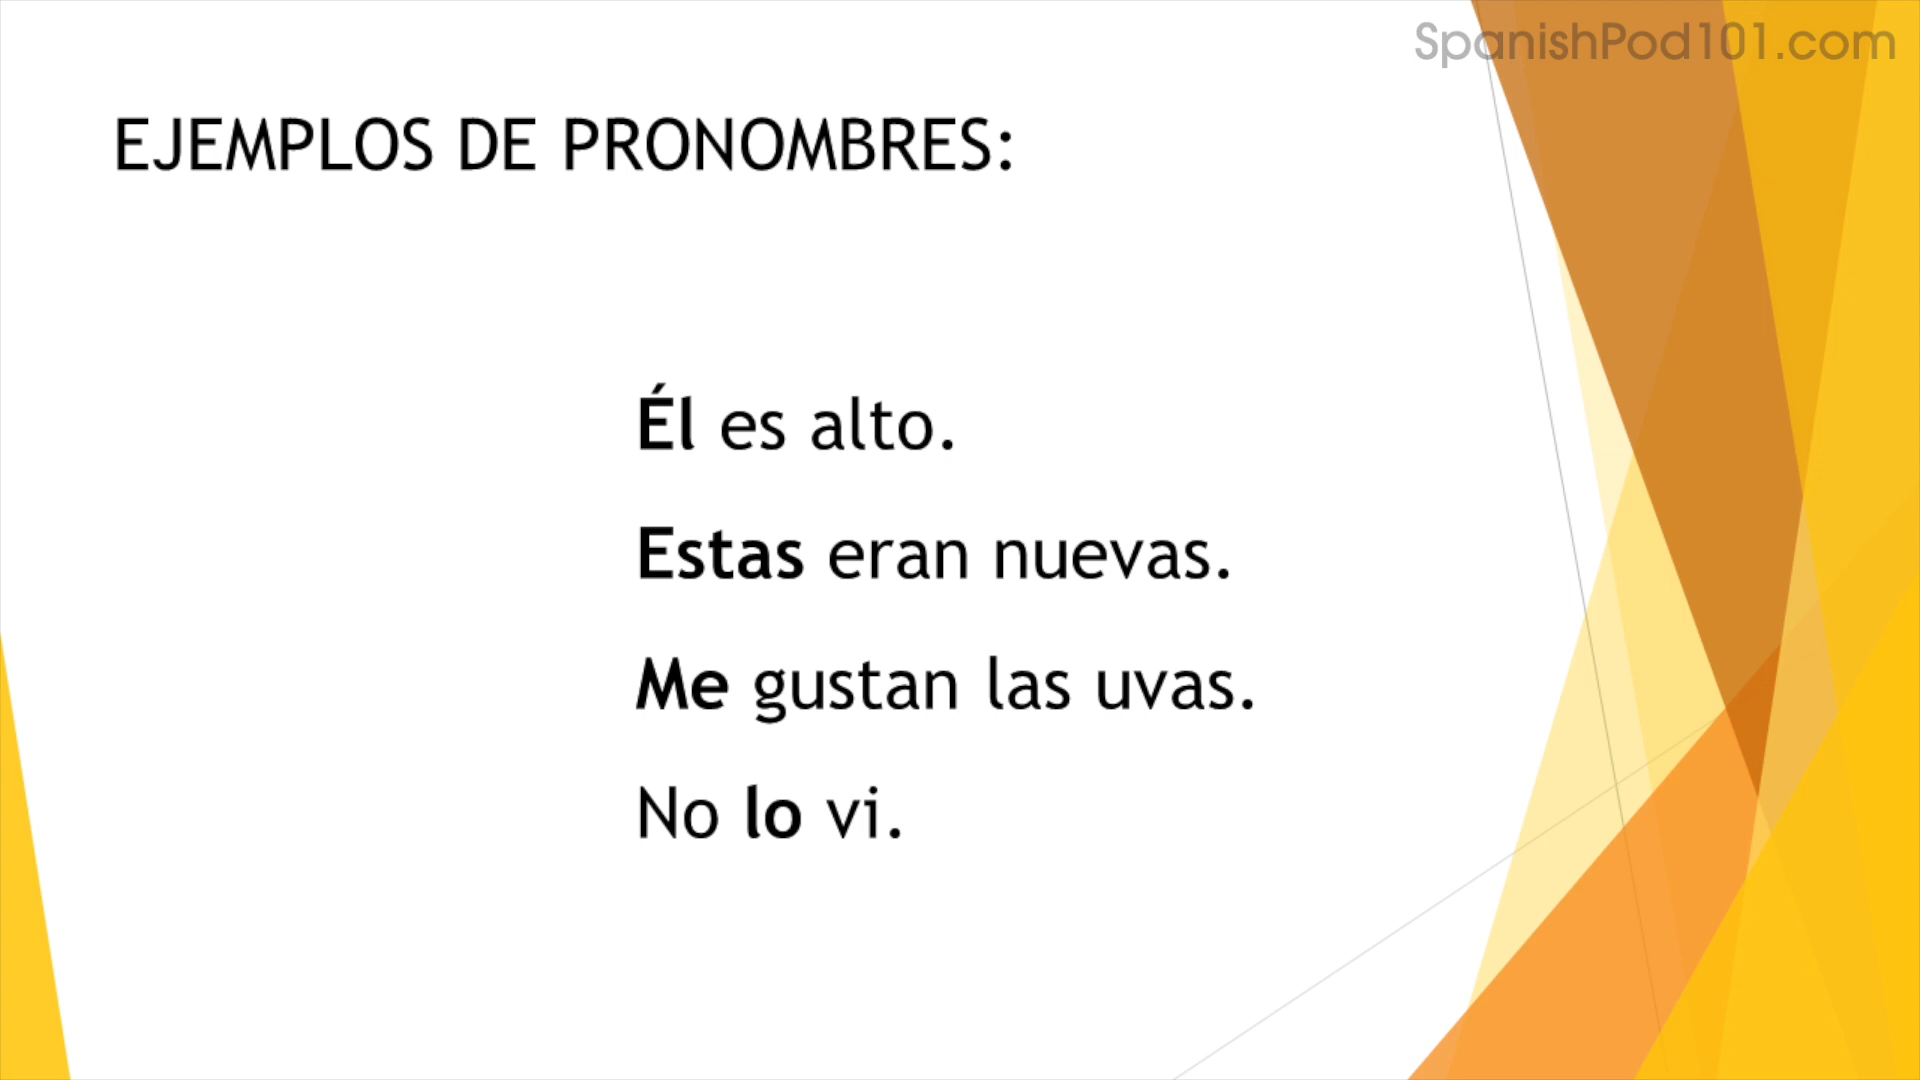 SpanishPod101.com
EJEMPLOS DE PRONOMBRES:
Él es alto.
Estas eran nuevas.
Me gustan las uvas.
No lo vi.